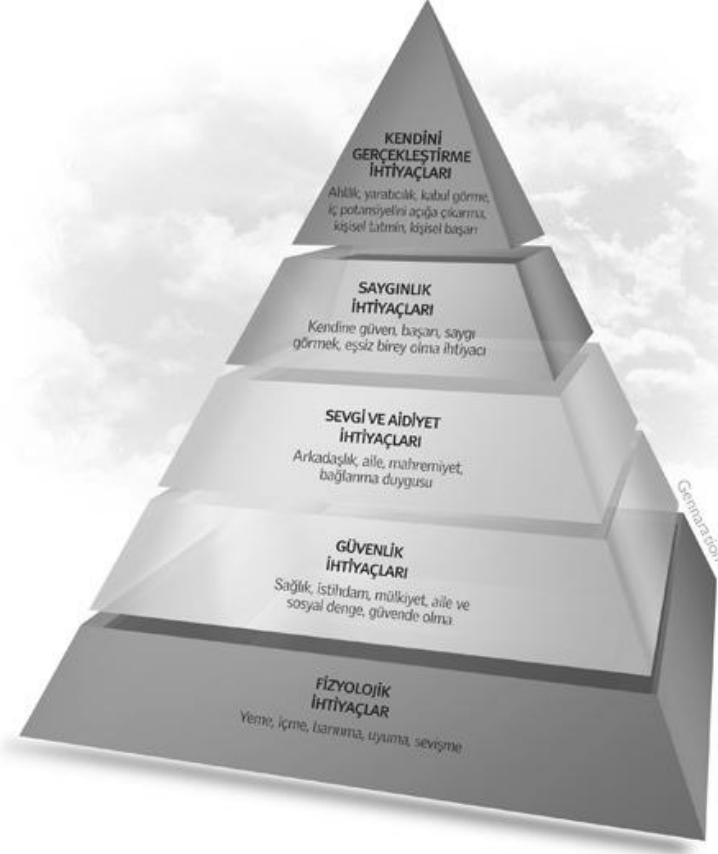 KENDİNİ
GERÇEKLEŞTİRME
İHTİYAÇLARI
Ahlâk, yaratıcılık, kabul görme,
iç potansiyelini açığa çıkarma,
kişisel tatmin, kişisel başarı
SAYGINLIK
İHTİYAÇLARI
Kendine güven, başarı, saygı
görmek, eşsiz birey olma ihtiyacı
SEVGİ VE AİDİYET
İHTİYAÇLARI
Arkadaşlık, aile, mahremiyet,
bağlanma duygusu
GÜVENLİK
İHTİYAÇLARI
Sağlık, istihdam, mülkiyet, aile ve
sosyal denge, güvende olma
FİZYOLOJİK
İHTİYAÇLAR
Yeme, içme, barınma, uyuma, sevişme
Gennaration